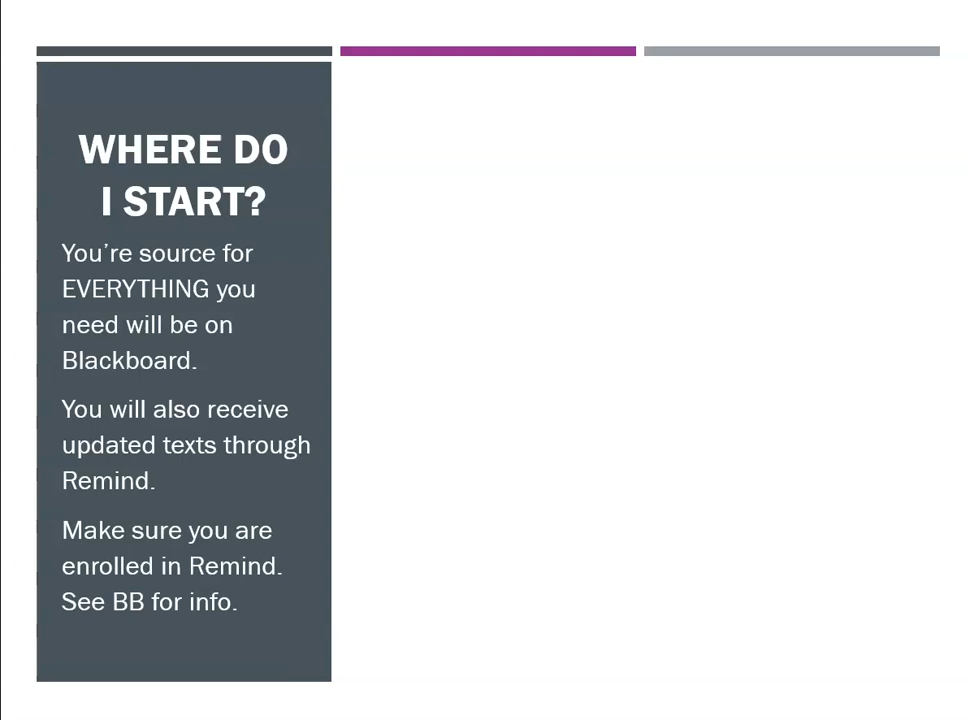 WHERE DO
I START?
You’re source for
EVERYTHING you
need will be on
Blackboard.
You will also receive
updated texts through
Remind.
Make sure you are
enrolled in Remind.
See BB for info.